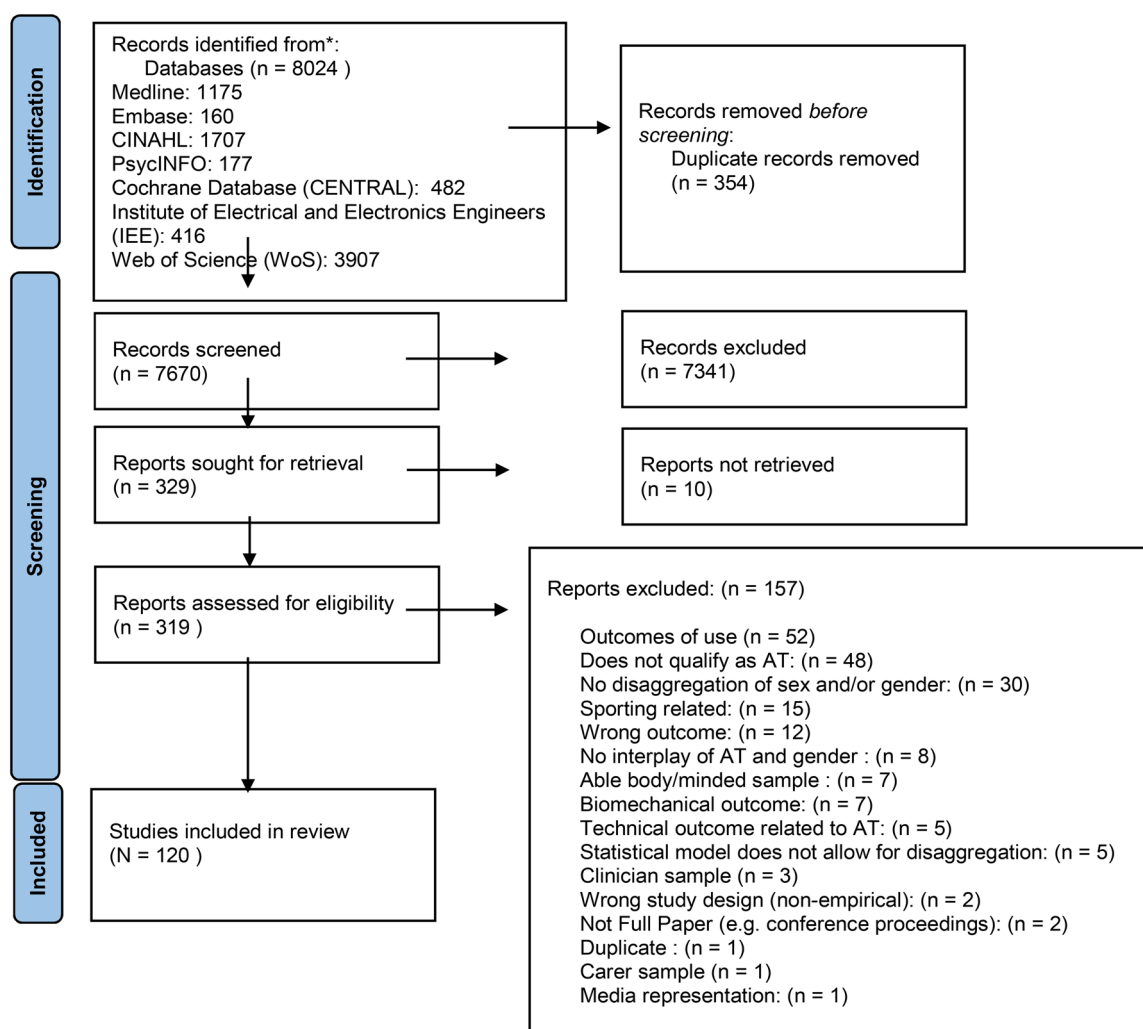 Identification
Records identified from*:
Databases (n = 8024 )
Medline: 1175
Embase: 160
CINAHL: 1707
PsycINFO: 177
Cochrane Database (CENTRAL): 482
Institute of Electrical and Electronics Engineers
(IEE): 416
Web of Science (WoS): 3907
Records removed before
screening:
Duplicate records removed
(n = 354)
Screening
Records screened
(n = 7670)
Records excluded
(n = 7341)
Reports sought for retrieval
(n = 329)
Reports not retrieved
(n = 10)
Reports assessed for eligibility
(n = 319 )
Reports excluded: (n = 157)
Outcomes of use (n = 52)
Does not qualify as AT: (n = 48)
No disaggregation of sex and/or gender: (n = 30)
Sporting related: (n = 15)
Wrong outcome: (n = 12)
No interplay of AT and gender : (n = 8)
Able body/minded sample : (n = 7)
Biomechanical outcome: (n = 7)
Technical outcome related to AT: (n = 5)
Statistical model does not allow for disaggregation: (n = 5)
Clinician sample (n = 3)
Wrong study design (non-empirical): (n = 2)
Not Full Paper (e.g. conference proceedings): (n = 2)
Duplicate : (n = 1)
Carer sample (n = 1)
Media representation: (n = 1)
Included
Studies included in review
(N = 120 )